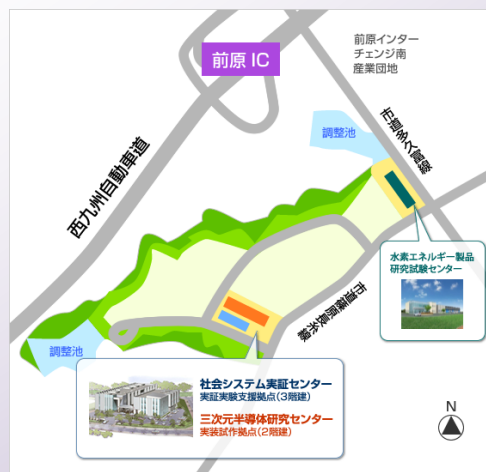 前原 IC
前原インター
チェンジ南
産業団地
調整池
市道多久富線
西九州自動車道
水素エネルギー製品
研究試験センター
市道篠原長糸線
調整池
社会システム実証センター
実証実験支援拠点(3階建)
三次元半導体研究センター
実装試作拠点(2階建)
N